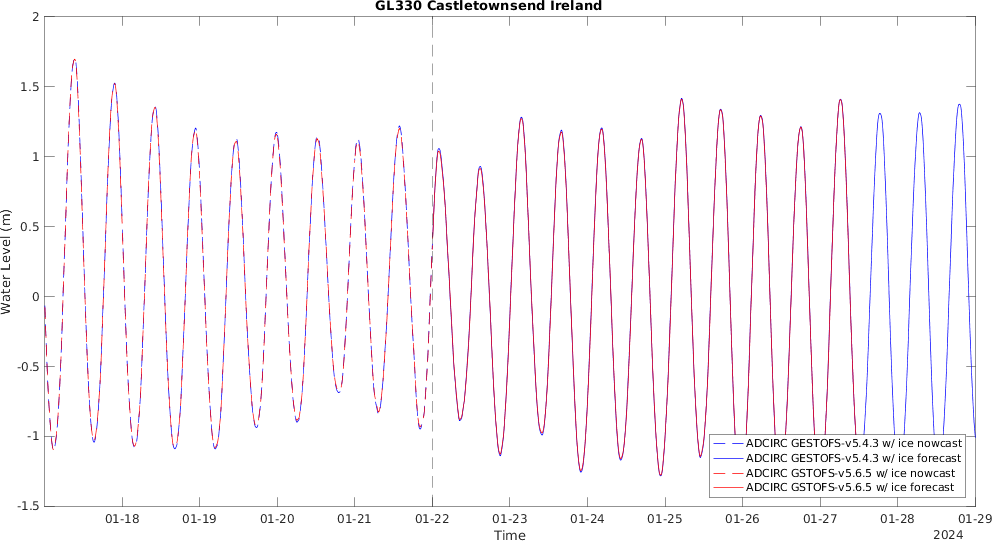 GL330 Castletownsend Ireland
2
1.5
1
0.5
0
-0.5
-1
-1.5
Water Level (m)
ADCIRC GESTOFS-v5.4.3 w/ ice nowcast
ADCIRC GESTOFS-v5.4.3 w/ ice forecast
ADCIRC GSTOFS-v5.6.5 w/ ice nowcast
ADCIRC GSTOFS-v5.6.5 w/ ice forecast
01-18 01-19 01-20 01-21 01-22 01-23 01-24 01-25 01-26 01-27 01-28 01-29
Time
2024